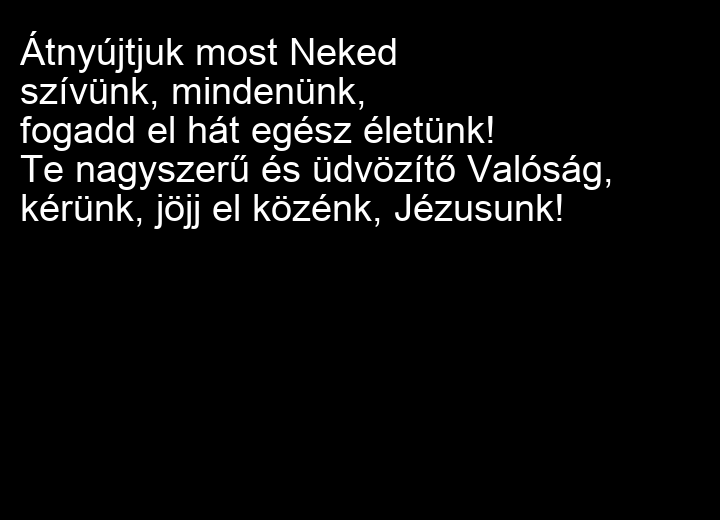 Átnyújtjuk most Neked
szívünk, mindenünk,
fogadd el hát egész életünk!
Te nagyszerű és üdvözítő Valóság,
kérünk, jöjj el közénk, Jézusunk!